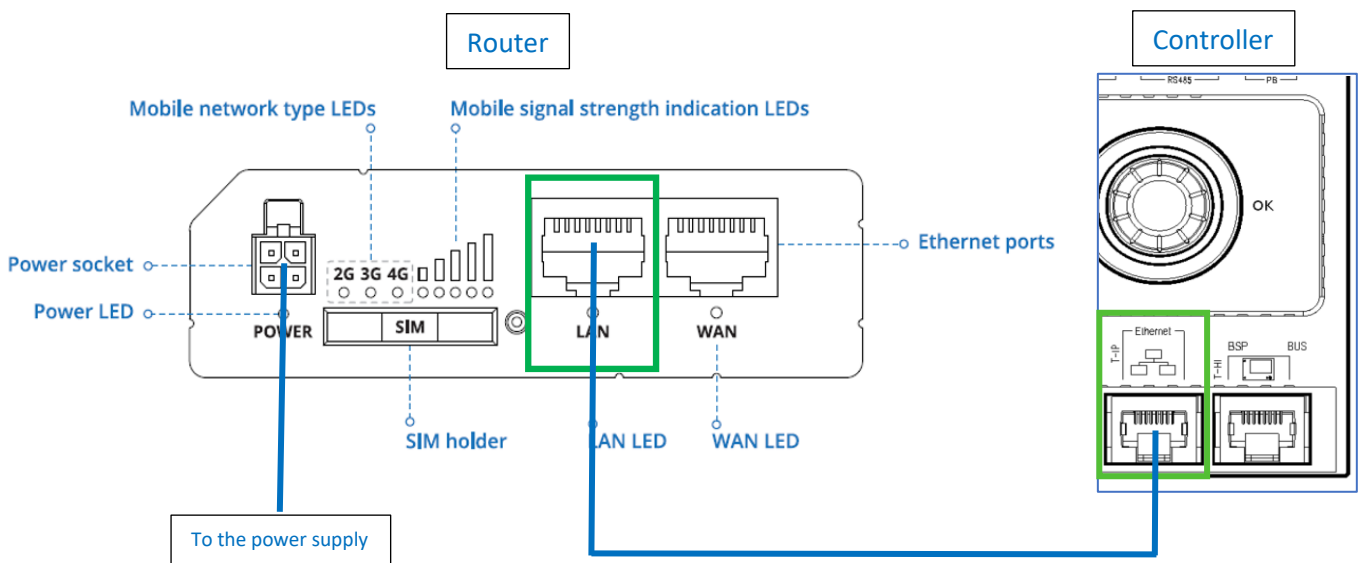 Router
Controller
Mobile network type LEDs
Mobile signal strength indication LEDs
RS485
PB
OK
Ethernet ports
Power socket
2G 3G 4G
Power LED
POWER
SIM
LAN
WAN
Ethernet
T-IP
BSP
BUS
T-HI
SIM holder
LAN LED
WAN LED
To the power supply